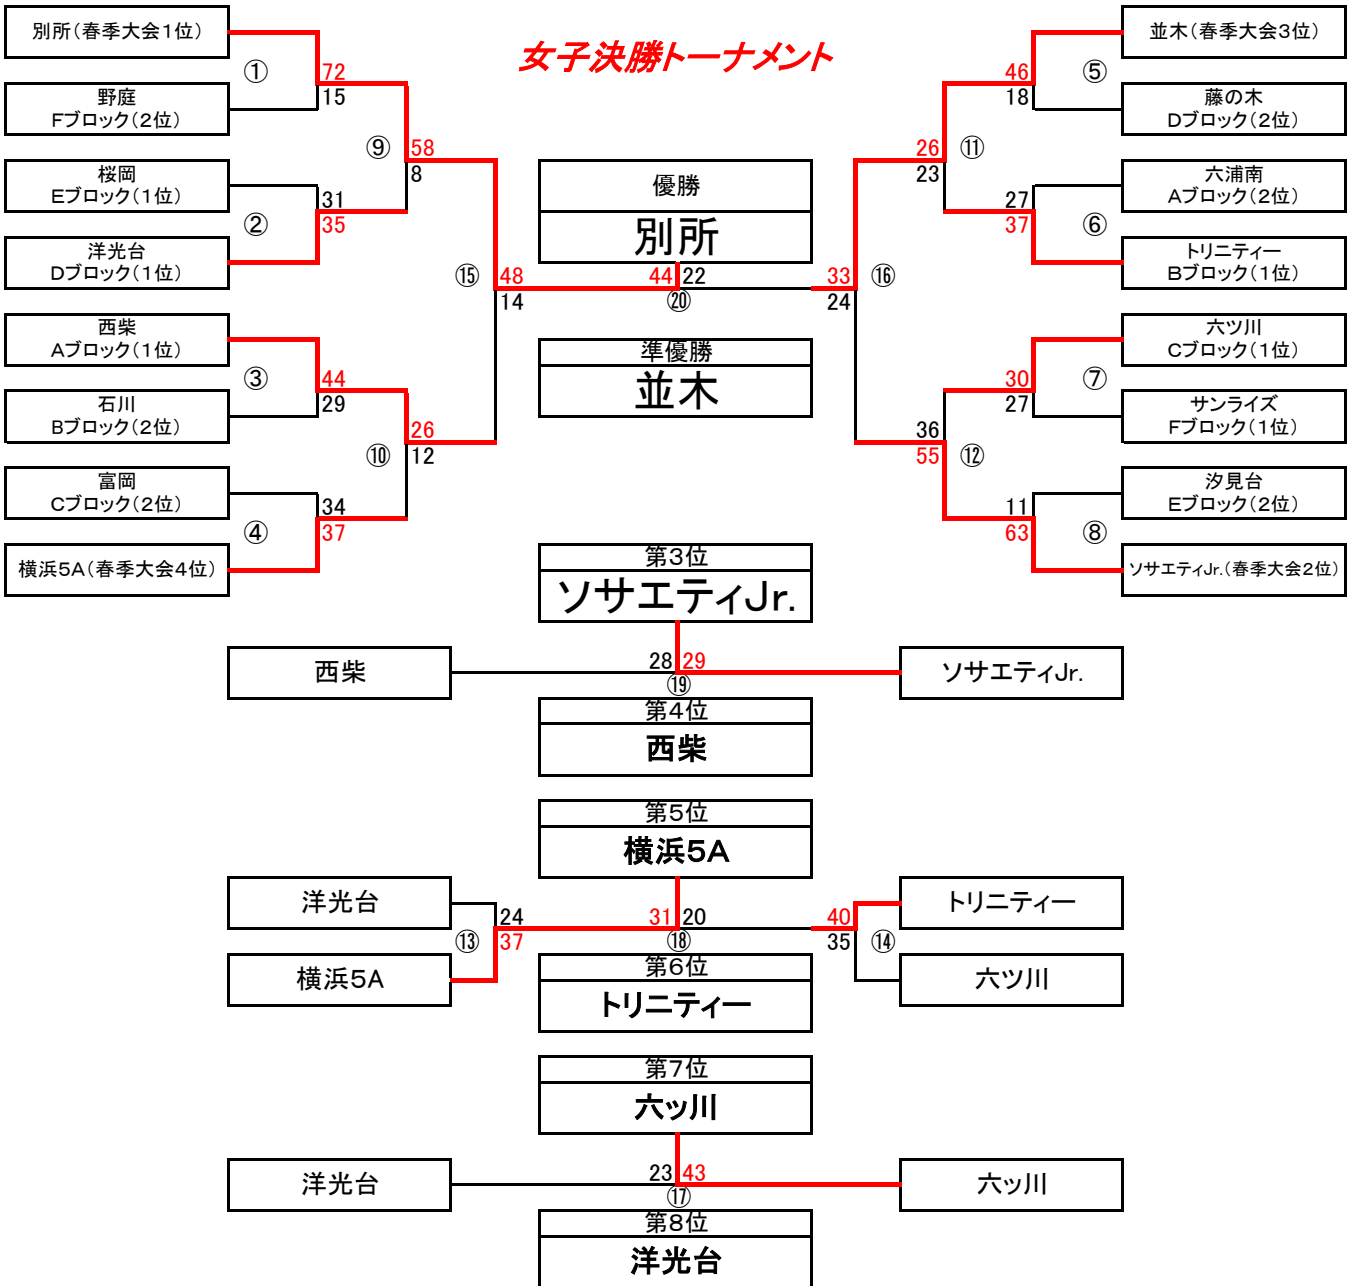 女子決勝トーナメント
別所（春季大会1位）
①
72
15
野庭
Fブロック（2位）
⑨
58
8
桜岡
Eブロック（1位）
②
31
35
洋光台
Dブロック（1位）
⑮
48
14
西柴
Aブロック（1位）
③
44
29
石川
Bブロック（2位）
⑩
26
12
富岡
Cブロック（2位）
④
34
37
横浜5A（春季大会4位）
優勝
別所
44 22
⑳
準優勝
並木
並木（春季大会3位）
46
18
⑤
藤の木
Dブロック（2位）
26
23
⑪
六浦南
Aブロック（2位）
27
37
⑥
トリニティー
Bブロック（1位）
33
24
⑯
六ツ川
Cブロック（1位）
30
27
⑦
サンライズ
Fブロック（1位）
36
55
⑫
汐見台
Eブロック（2位）
11
63
⑧
ソサエティJr.（春季大会2位）
第3位
ソサエティJr.
西柴
28 29
⑲
ソサエティJr.
第4位
西柴
第5位
横浜5A
洋光台
24
37
⑬
横浜5A
31 20
⑱
トリニティー
40
35
⑭
六ツ川
第6位
トリニティー
第7位
六ッ川
洋光台
23 43
⑰
六ッ川
第8位
洋光台